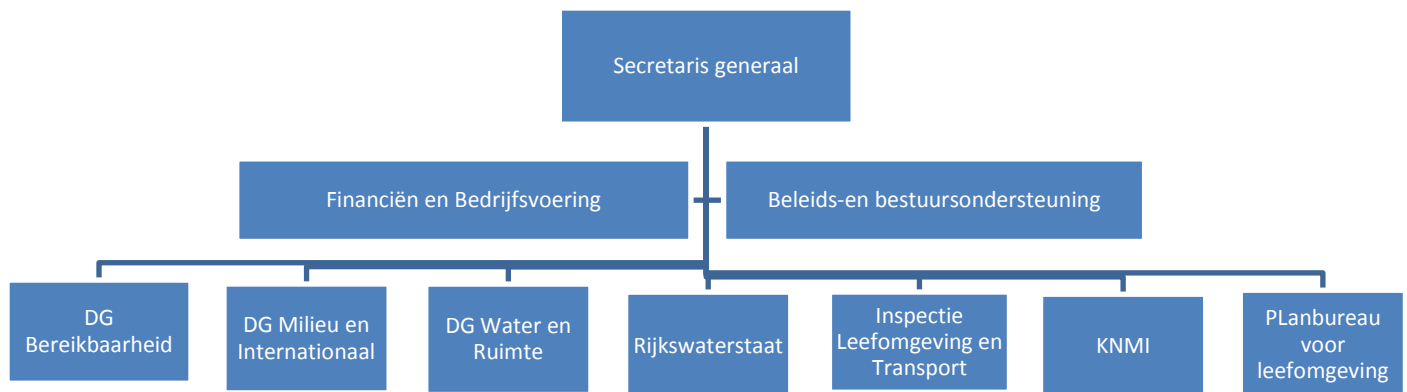 Secretaris generaal
Financiën en Bedrijfsvoering
Beleids-en bestuursondersteuning
DG
Bereikbaarheid
DG Milieu en
Internationaal
DG Water en
Ruimte
Rijkswaterstaat
Inspectie
Leefomgeving en
Transport
KNMI
PLanbureau
voor
leefomgeving